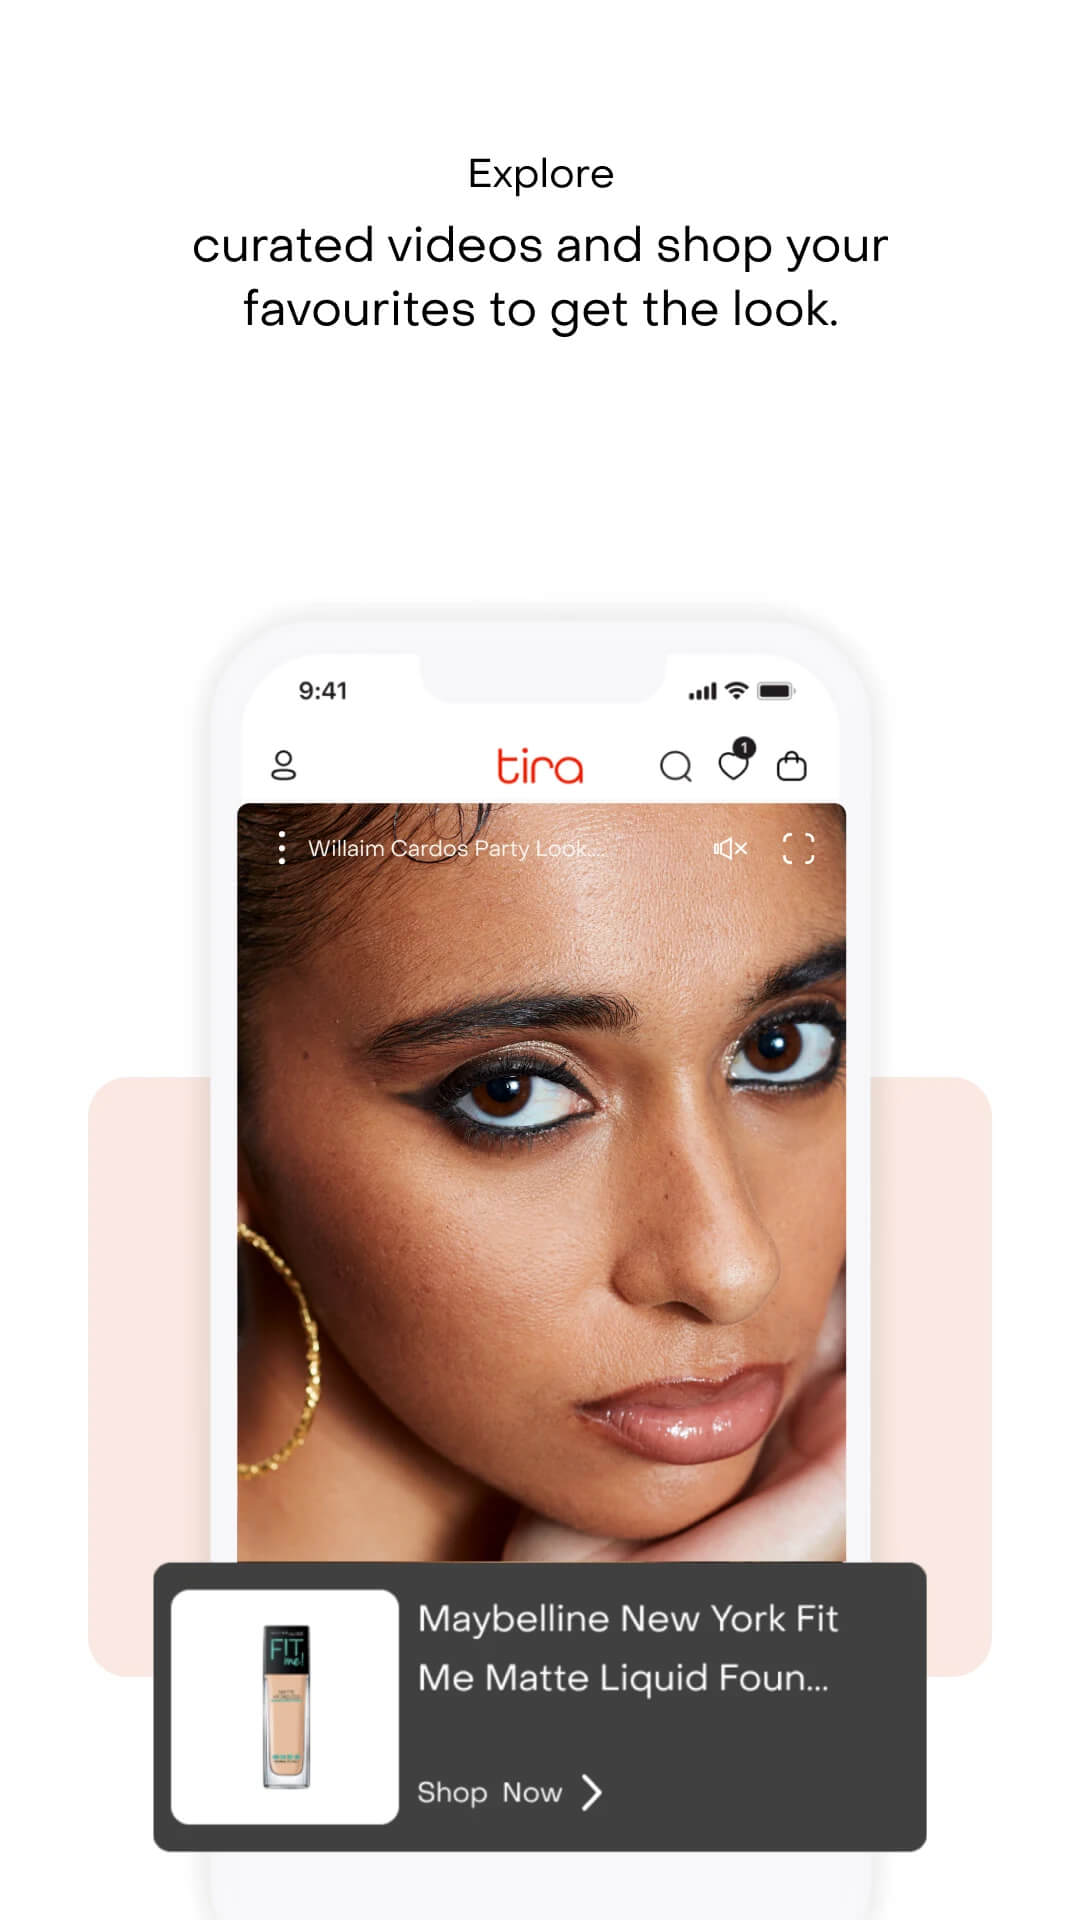 Explore
curated videos and shop your
favourites to get the look.
9:41
tira
1
Willaim Cardos Party Look...
Maybelline New York Fit
Me Matte Liquid Foun...
FIT
me!
Shop Now